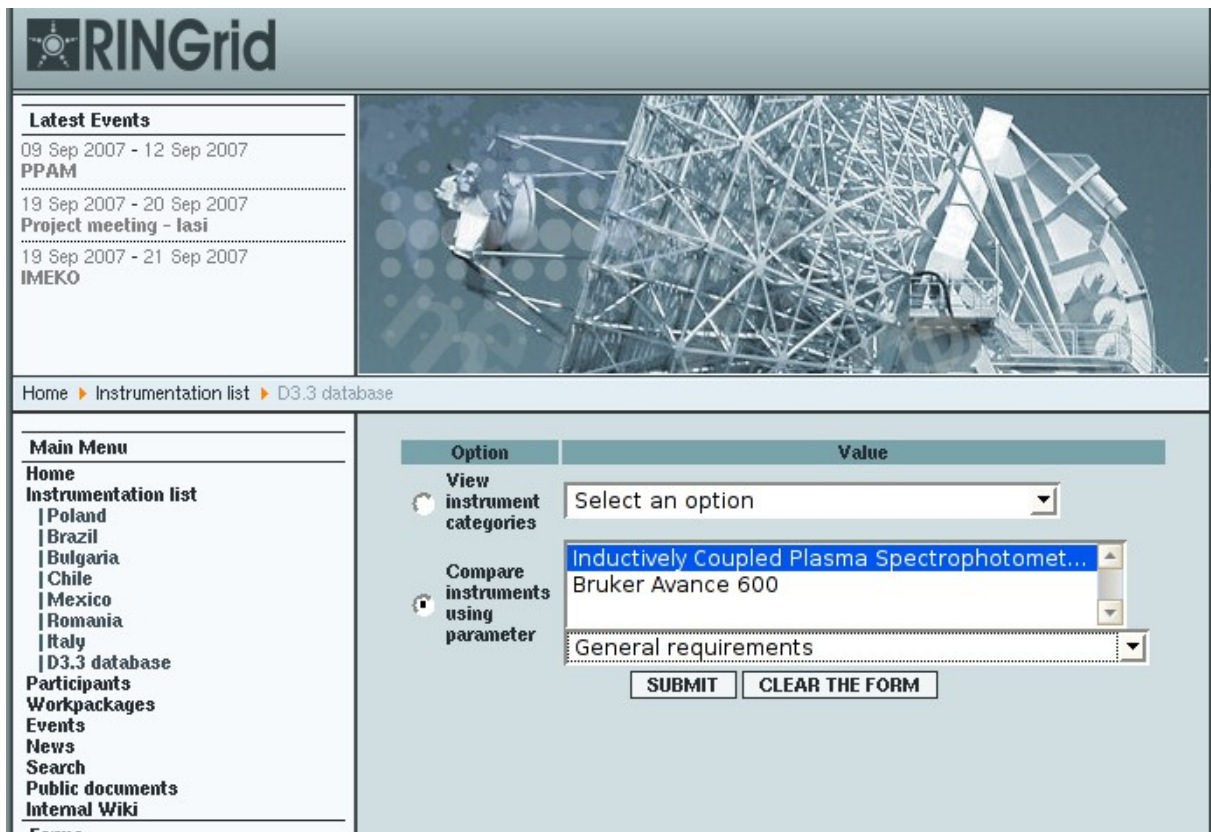 RINGrid
Latest Events
09 Sep 2007 - 12 Sep 2007
PPAM
19 Sep 2007 - 20 Sep 2007
Project meeting - Iasi
19 Sep 2007 - 21 Sep 2007
IMEKO
Home Instrumentation list D3.3 database
Main Menu
Home
Instrumentation list
|Poland
|Brazil
|Bulgaria
|Chile
|Mexico
|Romania
|Italy
|D3.3 database
Participants
Workpackages
Events
News
Search
Public documents
Internal Wiki
Option Value
View
instrument
categories
Select an option
Compare
instruments
using
parameter
Inductively Coupled Plasma Spectrophotomet...
Bruker Avance 600
General requirements
SUBMIT CLEAR THE FORM